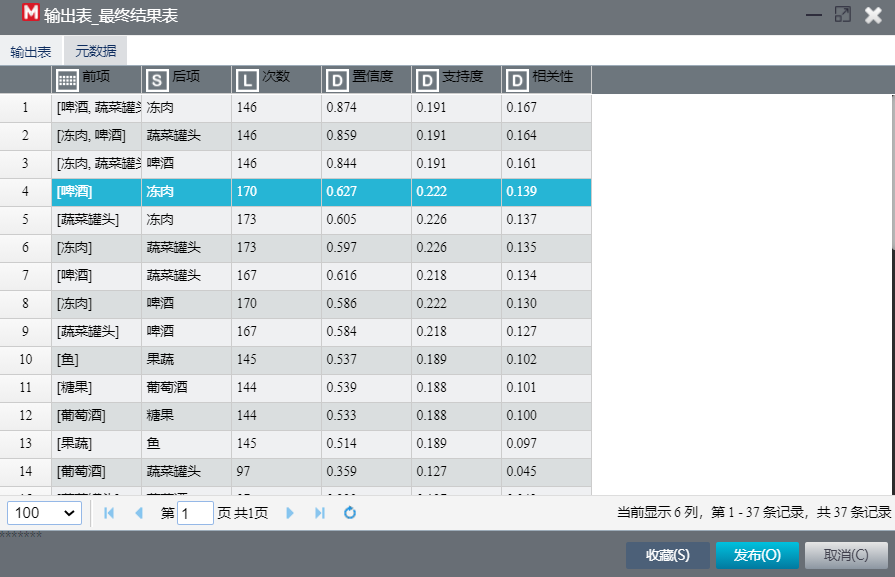 M 输出表_最终结果表
输出表 元数据
前项 S 后项 L 次数 D 置信度 D 支持度 D 相关性
1 [啤酒, 蔬菜罐头 冻肉 146 0.874 0.191 0.167
2 [冻肉, 啤酒] 蔬菜罐头 146 0.859 0.191 0.164
3 [冻肉, 蔬菜罐头 啤酒 146 0.844 0.191 0.161
4 [啤酒] 冻肉 170 0.627 0.222 0.139
5 [蔬菜罐头] 冻肉 173 0.605 0.226 0.137
6 [冻肉] 蔬菜罐头 173 0.597 0.226 0.135
7 [啤酒] 蔬菜罐头 167 0.616 0.218 0.134
8 [冻肉] 啤酒 170 0.586 0.222 0.130
9 [蔬菜罐头] 啤酒 167 0.584 0.218 0.127
10 [鱼] 果蔬 145 0.537 0.189 0.102
11 [糖果] 葡萄酒 144 0.539 0.188 0.101
12 [葡萄酒] 糖果 144 0.533 0.188 0.100
13 [果蔬] 鱼 145 0.514 0.189 0.097
14 [葡萄酒] 蔬菜罐头 97 0.359 0.127 0.045
100 第 1 页 共1页 当前显示 6 列，第 1 - 37 条记录，共 37 条记录
*******
收藏(S) 发布(O) 取消(C)